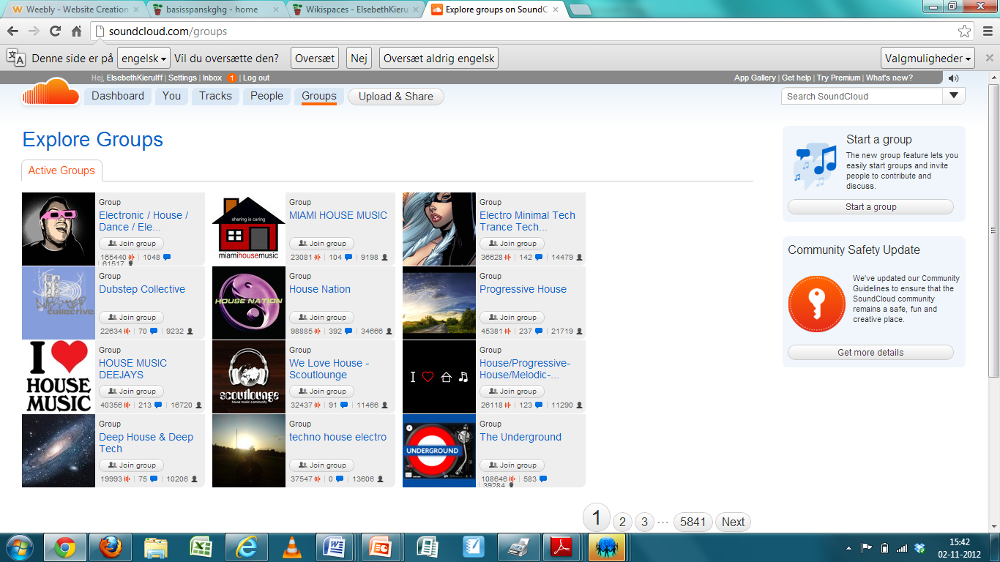 Weebly - Website Creation
basisspanskghg - home
Wikispaces - ElsebethKieru
Explore groups on SoundC
soundcloud.com/groups
Denne side er på engelsk Vil du oversætte den? Oversæt Nej Oversæt aldrig engelsk Valgmuligheder
Hej, ElsebethKierulff | Settings | Inbox 1 | Log out
App Gallery | Get help | Try Premium | What's new?
Dashboard You Tracks People Groups Upload & Share
Search SoundCloud
Explore Groups
Active Groups
Group
Electronic / House /
Dance / Ele...
Join group
165440 | 1048
| 61517
sharing is caring
miamihousemusic
Group
MIAMI HOUSE MUSIC
Join group
23081 | 104 | 9198
Group
Electro Minimal Tech
Trance Tech...
Join group
36628 | 142 | 14479
DUBSTEP
collective
Group
Dubstep Collective
Join group
22634 | 70 | 9232
HOUSE NATION
Group
House Nation
Join group
98885 | 392 | 34666
Group
Progressive House
Join group
45381 | 237 | 21719
I
HOUSE
MUSIC
Group
HOUSE MUSIC
DEEJAYS
Join group
40356 | 213 | 16720
scoutlounge
house music community
Group
We Love House -
Scoutlounge
Join group
32437 | 91 | 11466
I
Group
House/Progressive-
House/Melodic-...
Join group
26118 | 123 | 11290
Group
Deep House & Deep
Tech
Join group
19993 | 75 | 10206
Group
techno house electro
Join group
37547 | 0 | 13606
UNDERGROUND
Group
The Underground
Join group
108646 | 583
| 39284
1 2 3 ... 5841 Next
Start a group
The new group feature lets you
easily start groups and invite
people to contribute and
discuss.
Start a group
Community Safety Update
We've updated our Community
Guidelines to ensure that the
SoundCloud community
remains a safe, fun and
creative place.
Get more details
15:42
02-11-2012